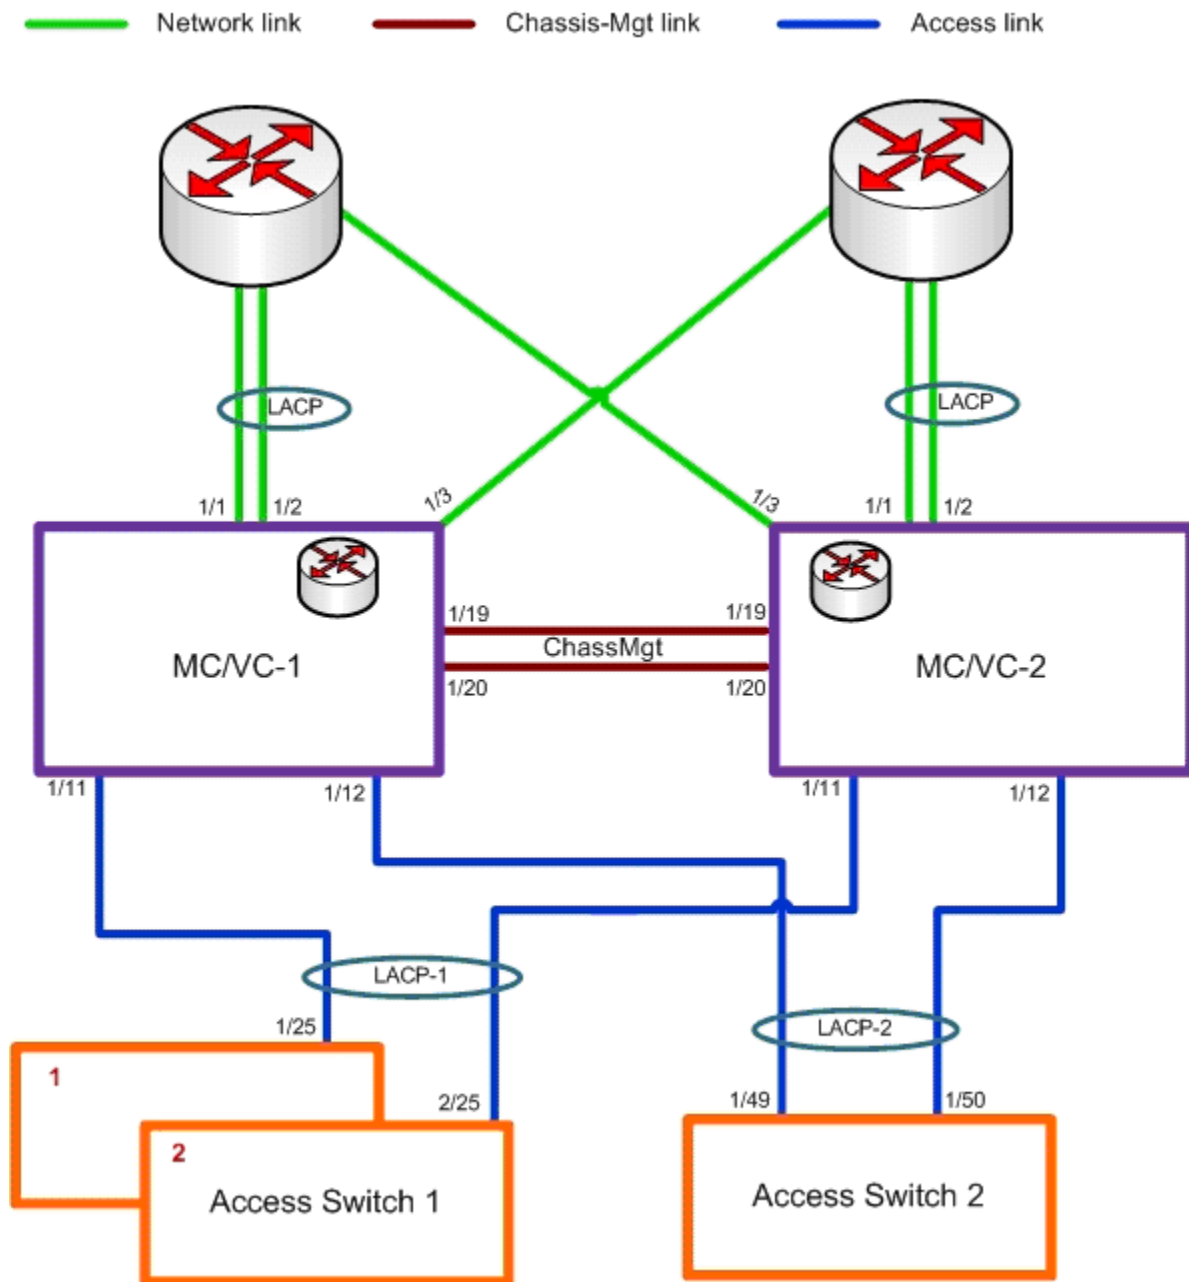 Network link
Chassis-Mgt link
Access link
LACP
LACP
1/1
1/2
1/3
1/3
1/1
1/2
1/19
1/19
ChassMgt
MC/VC-1
MC/VC-2
1/20
1/20
1/11
1/12
1/11
1/12
LACP-1
1/25
LACP-2
1
2/25
1/49
1/50
2
Access Switch 1
Access Switch 2